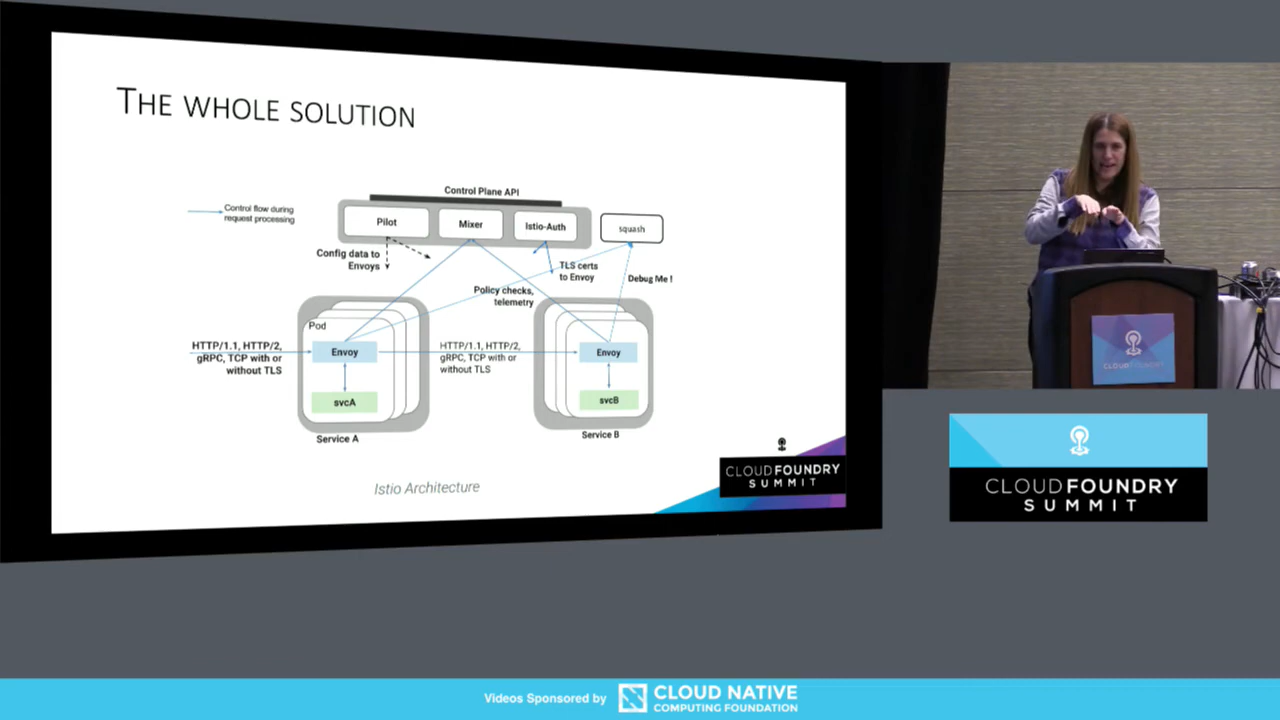 THE WHOLE SOLUTION
Control Plane API
Control flow during
request processing
Pilot
Mixer
Istio-Auth
squash
Config data to
Envoys
TLS certs
to Envoy
Debug Me !
Policy checks,
telemetry
Pod
HTTP/1.1, HTTP/2,
gRPC, TCP with or
without TLS
Envoy
HTTP/1.1, HTTP/2,
gRPC, TCP with or
without TLS
Envoy
svcA
svcB
Service A
Service B
Istio Architecture
CLOUDFOUNDRY
SUMMIT
CLOUDFOUNDRY
CLOUDFOUNDRY
SUMMIT
Videos Sponsored by
CLOUD NATIVE
COMPUTING FOUNDATION